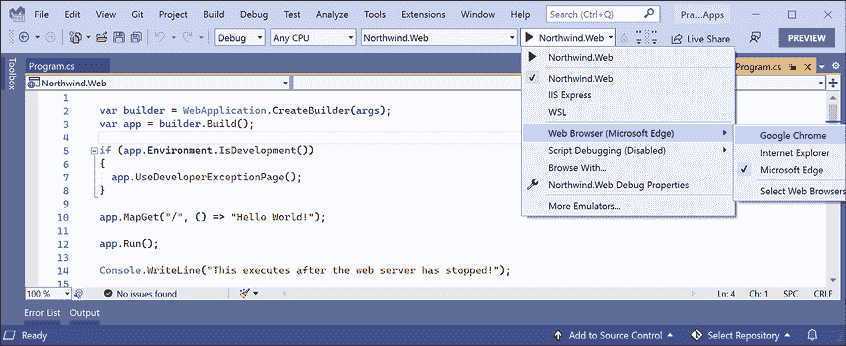 File Edit View Git Project Build Debug Test Analyze Tools Extensions Window Help Search (Ctrl+Q) Pra...Apps
Debug Any CPU Northwind.Web Northwind.Web Live Share PREVIEW
Toolbox
Program.cs
Program.cs
Northwind.Web
1
2 var builder = WebApplication.CreateBuilder(args);
3 var app = builder.Build();
4
5 if (app.Environment.IsDevelopment())
6 {
7 app.UseDeveloperExceptionPage();
8 }
9
10 app.MapGet("/", () => "Hello World!");
11
12 app.Run();
13
14 Console.WriteLine("This executes after the web server has stopped!");
15
Northwind.Web
Northwind.Web
IIS Express
WSL
Web Browser (Microsoft Edge)
Script Debugging (Disabled)
Browse With...
Northwind.Web Debug Properties
More Emulators...
Google Chrome
Internet Explorer
Microsoft Edge
Select Web Browsers
100 % No issues found Ln: 4 Ch: 1 SPC CRLF
Error List Output
Ready Add to Source Control Select Repository